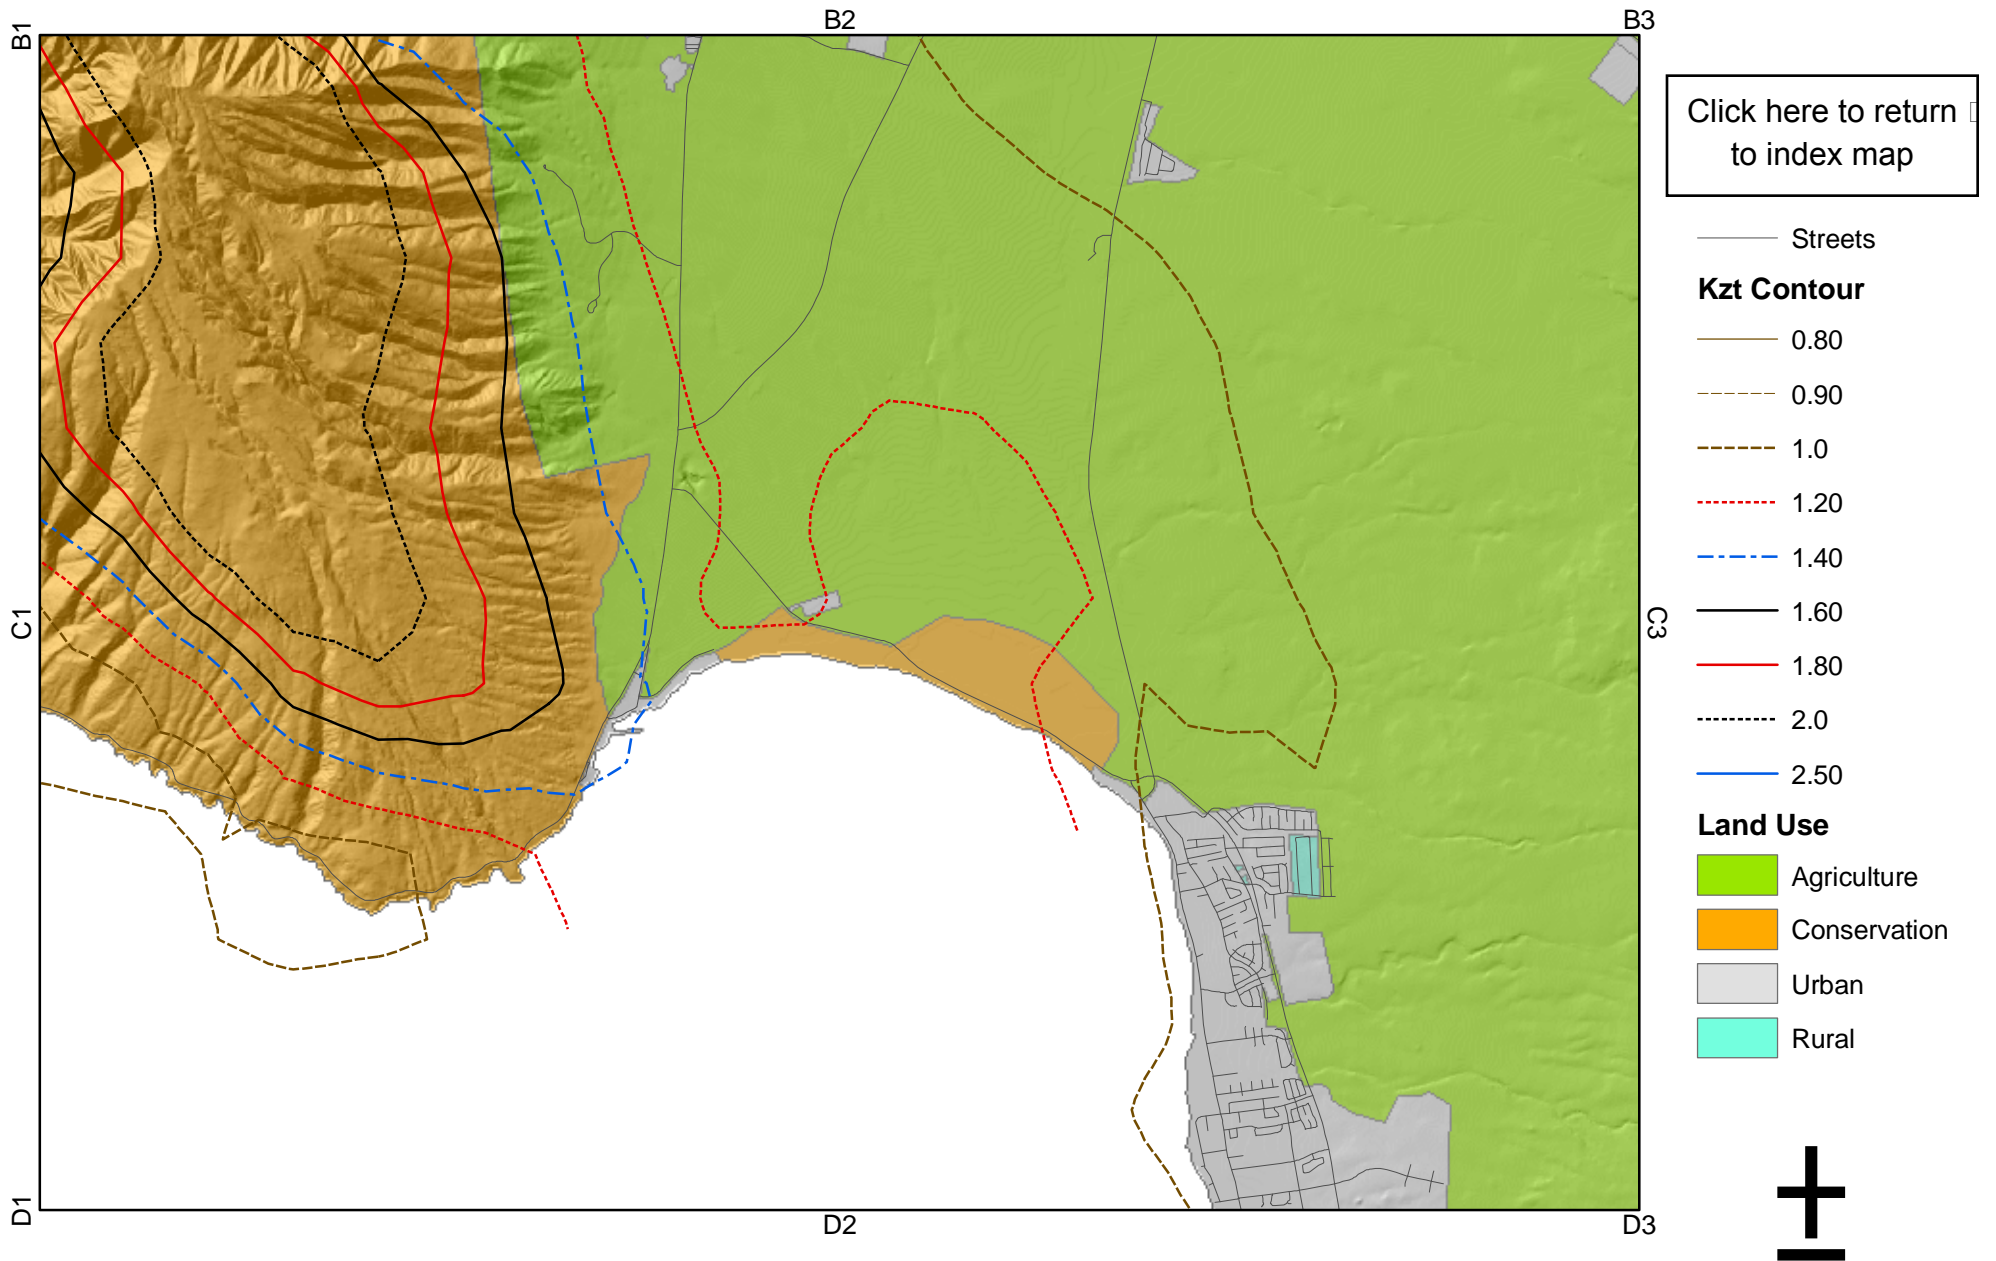 B1
B2
B3
Click here to return
to index map
Streets
Kzt Contour
0.80
0.90
1.0
1.20
1.40
C1
C3
1.60
1.80
2.0
2.50
Land Use
Agriculture
Conservation
Urban
Rural
D1
D2
D3